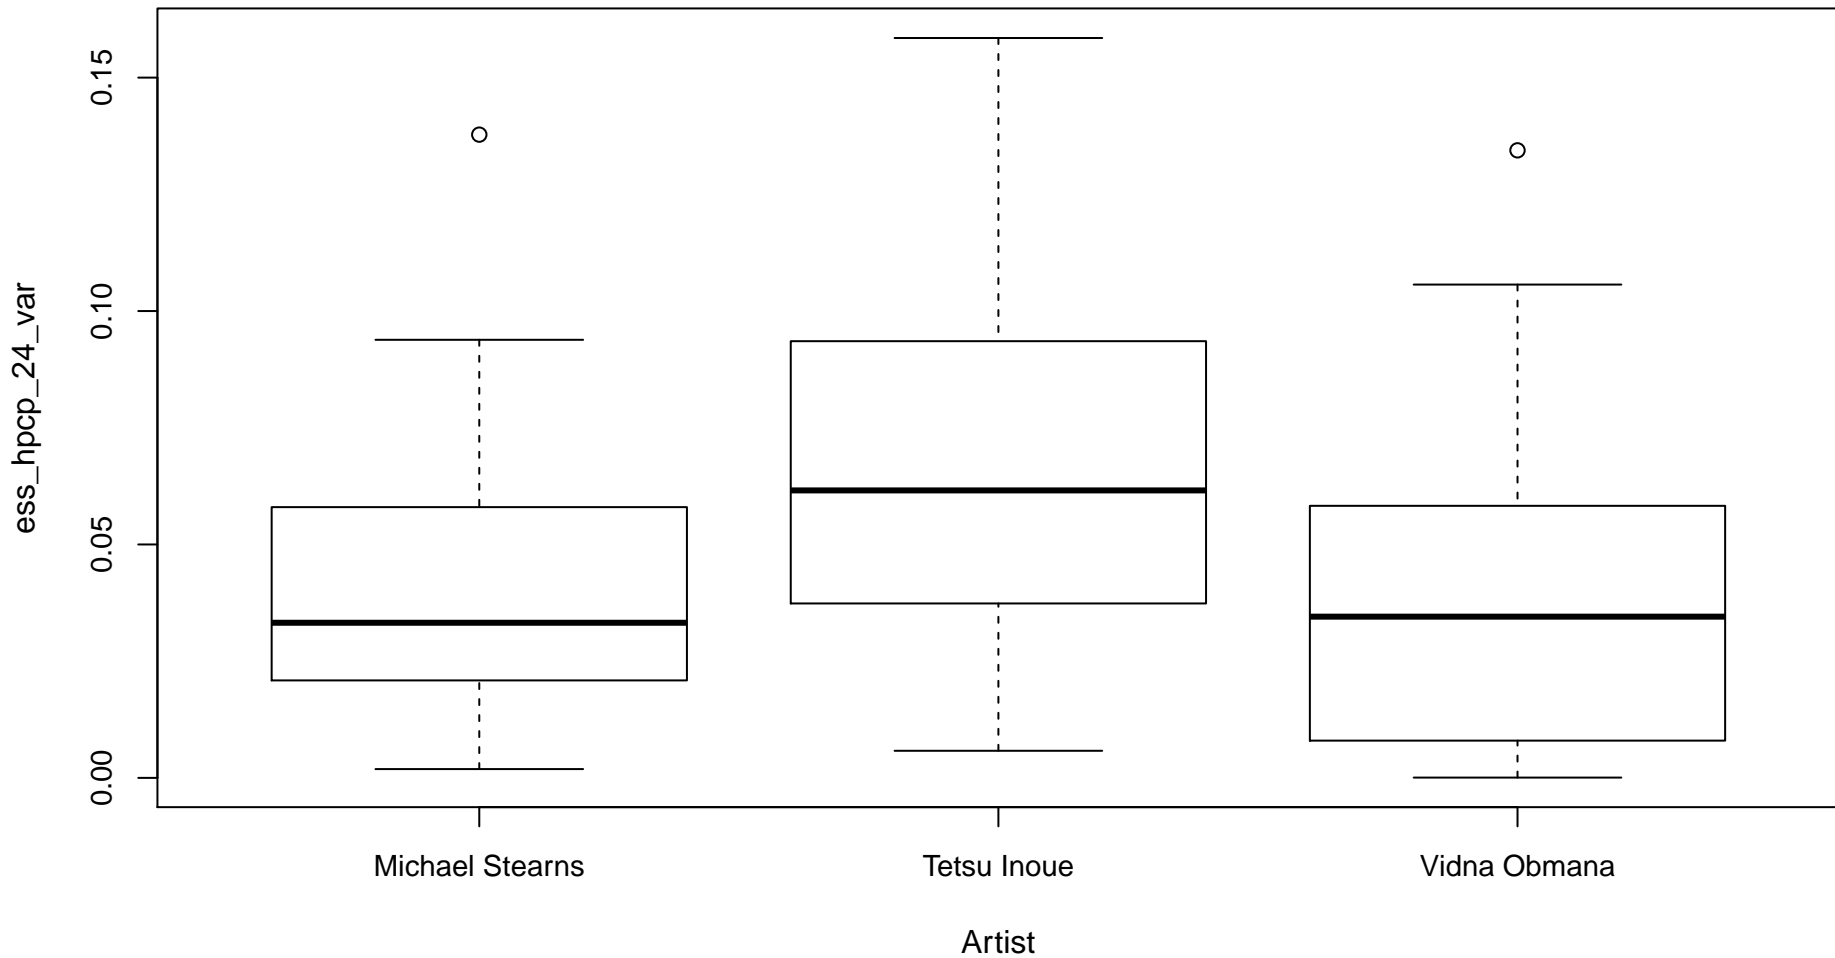 ess_hpcp_24_var
0.15
0.10
0.05
0.00
Michael Stearns
Tetsu Inoue
Vidna Obmana
Artist